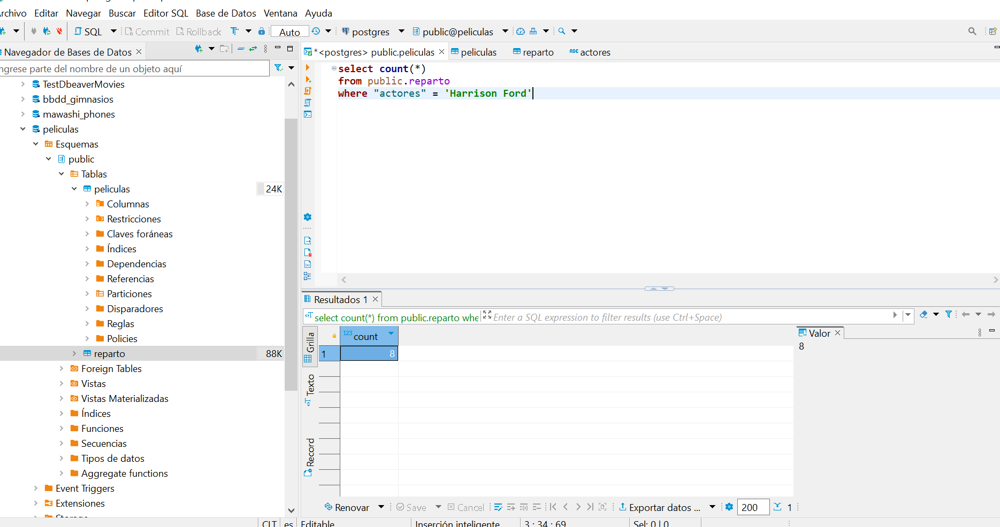 Archivo Editar Navegar Buscar Editor SQL Base de Datos Ventana Ayuda
SQL Commit Rollback Auto postgres public@peliculas
Navegador de Bases de Datos
ngrese parte del nombre de un objeto aquí
TestDbeaverMovies
bbdd_gimnasios
mawashi_phones
peliculas
Esquemas
public
Tablas
peliculas 24K
Columnas
Restricciones
Claves foráneas
Índices
Dependencias
Referencias
Particiones
Disparadores
Reglas
Policies
reparto 88K
Foreign Tables
Vistas
Vistas Materializadas
Índices
Funciones
Secuencias
Tipos de datos
Aggregate functions
Event Triggers
Extensiones
Storage
*<postgres> public.peliculas peliculas reparto ABC actores
select count(*)
from public.reparto
where "actores" = 'Harrison Ford'
Resultados 1
select count(*) from public.reparto whe Enter a SQL expression to filter results (use Ctrl+Space)
Grilla
Texto
Record
123 count
1 8
Valor
8
Renovar Save Cancel Exportar datos ... 200 1
CLT es Editable Inserción inteligente 3 : 34 : 69 Sel: 0 | 0